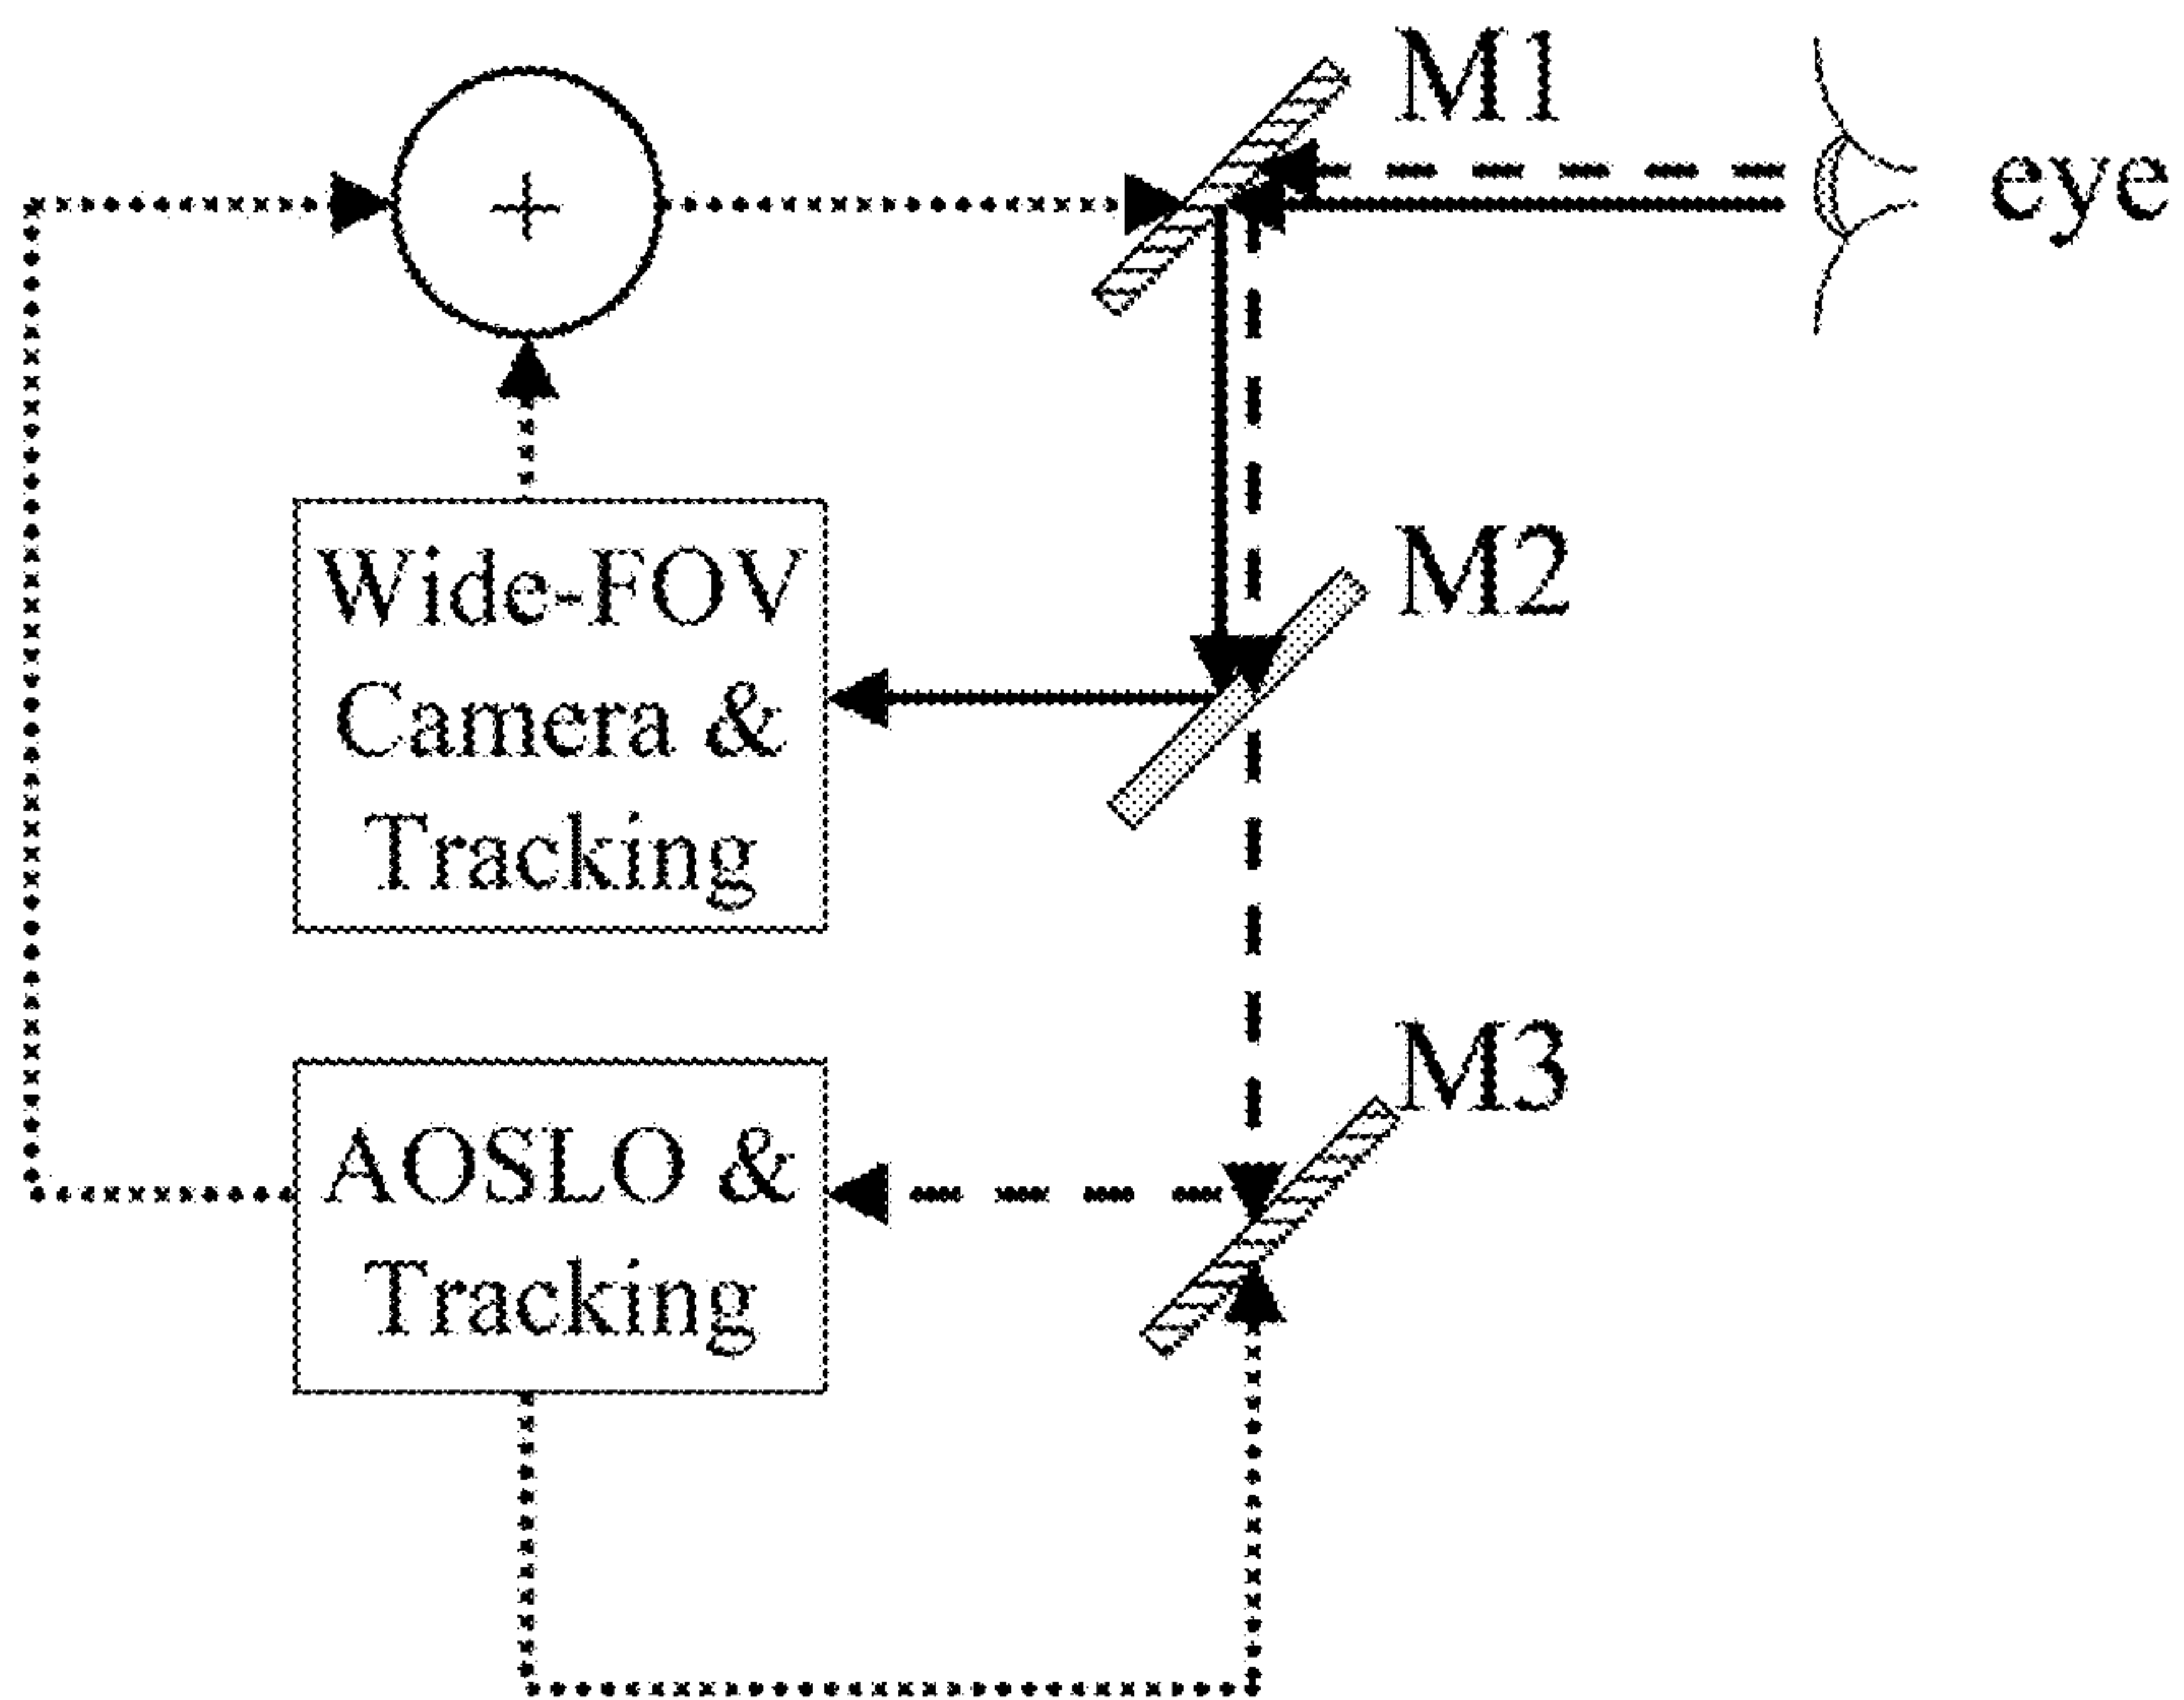 M1
eye
+
M2
Wide-FOV
Camera &
Tracking
M3
AOSLO &
Tracking